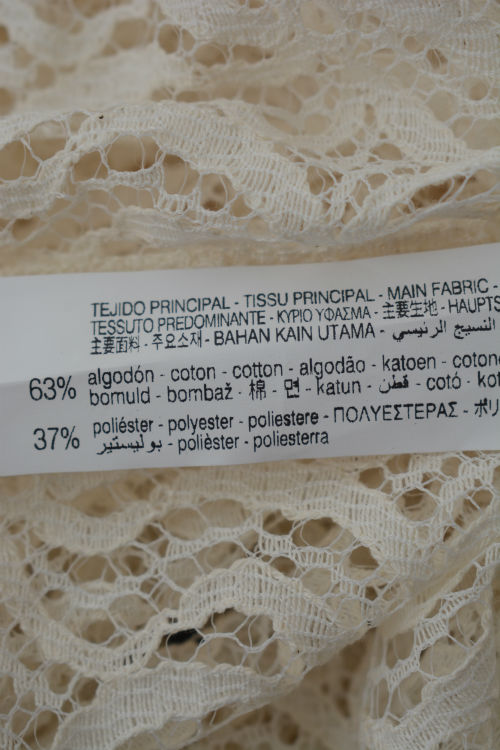 TEJIDO PRINCIPAL - TISSU PRINCIPAL - MAIN FABRIC -
TESSUTO PREDOMINANTE - ΚΥΡΙΟ ΥΦΑΣΜΑ - 主要生地 - HAUPTS
主要面料 - 주요소재 - BAHAN KAIN UTAMA - النسيج الرئيسي
63% algodón - coton - cotton - algodão - katoen - cotone
bomuld - bombaž - 棉 - 면 - katun - قطن - cotó - kot
37% poliéster - polyester - poliestere - ΠΟΛΥΕΣΤΕΡΑΣ - ポリ
بوليستير - polièster - poliesterra